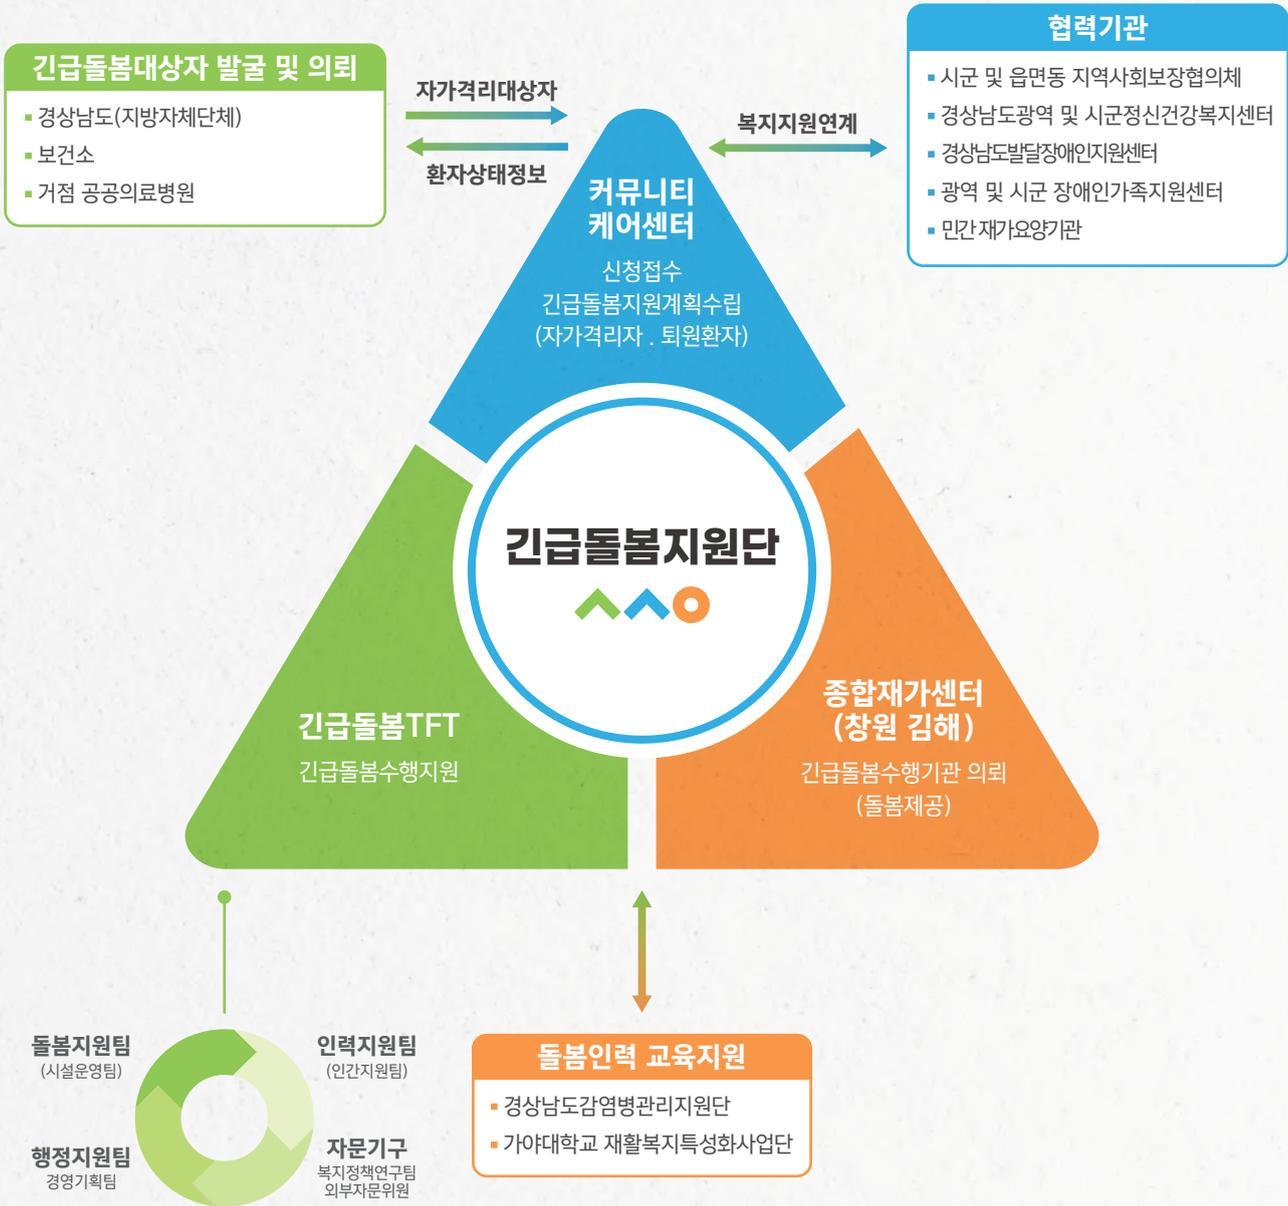 긴급돌봄대상자 발굴 및 의뢰
경상남도(지방자체단체)
보건소
거점 공공의료병원
자가격리대상자
환자상태정보
복지지원연계
협력기관
시군 및 읍면동 지역사회보장협의체
경상남도광역 및 시군정신건강복지센터
경상남도발달장애인지원센터
광역 및 시군 장애인가족지원센터
민간 재가요양기관
커뮤니티
케어센터
신청접수
긴급돌봄지원계획수립
(자가격리자 . 퇴원환자)
긴급돌봄지원단
긴급돌봄TFT
긴급돌봄수행지원
종합재가센터
(창원 김해)
긴급돌봄수행기관 의뢰
(돌봄제공)
돌봄지원팀
(시설운영팀)
인력지원팀
(인간지원팀)
행정지원팀
경영기획팀
자문기구
복지정책연구팀
외부자문위원
돌봄인력 교육지원
경상남도감염병관리지원단
가야대학교 재활복지특성화사업단